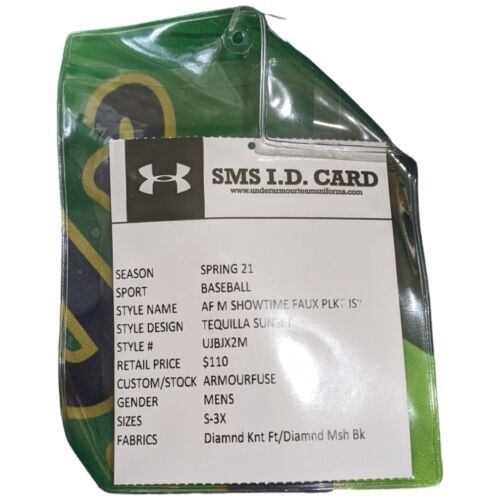 SMS I.D. CARD
www.underarmourteamuniforms.com
SEASON SPRING 21
SPORT BASEBALL
STYLE NAME AF M SHOWTIME FAUX PLKT JSY
STYLE DESIGN TEQUILLA SUNSET
STYLE # UJBJX2M
RETAIL PRICE $110
CUSTOM/STOCK ARMOURFUSE
GENDER MENS
SIZES S-3X
FABRICS Diamnd Knt Ft/Diamnd Msh Bk